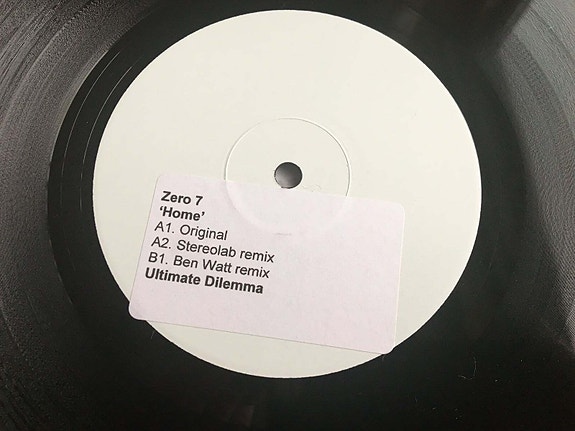 Zero 7
‘Home’
A1. Original
A2. Stereolab remix
B1. Ben Watt remix
Ultimate Dilemma